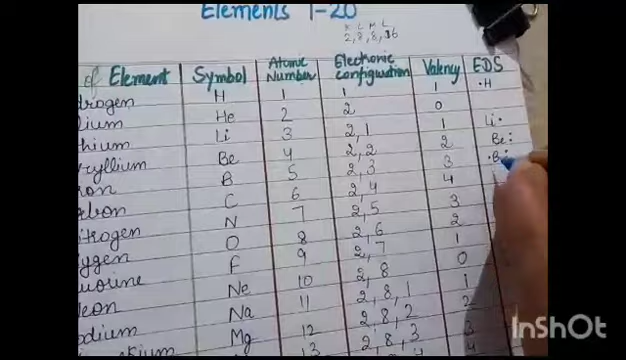 Elements 1-20
K L M L
2,8,8,
of Element Symbol Atomic Number Electronic configuration Valency EDS
drogen H 1 1 1 ·H
lium He 2 2 0
hium Li 3 2,1 1 Li·
ryllium Be 4 2,2 2 Be:
ron B 5 2,3 3 ·B:
rbon C 6 2,4 4
itrogen N 7 2,5 3
ygen O 8 2,6 2
uorine F 9 2,7 1
eon Ne 10 2,8 0
odium Na 11 2,8,1 1
Mg 12 2,8,2 2
13 2,8,3 3
InShOt